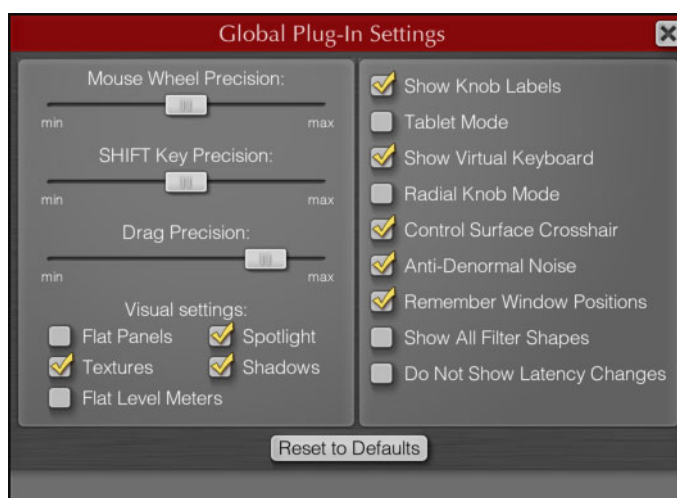 Global Plug-In Settings
Mouse Wheel Precision:
min max
SHIFT Key Precision:
min max
Drag Precision:
min max
Visual settings:
Flat Panels Spotlight
Textures Shadows
Flat Level Meters
Show Knob Labels
Tablet Mode
Show Virtual Keyboard
Radial Knob Mode
Control Surface Crosshair
Anti-Denormal Noise
Remember Window Positions
Show All Filter Shapes
Do Not Show Latency Changes
Reset to Defaults